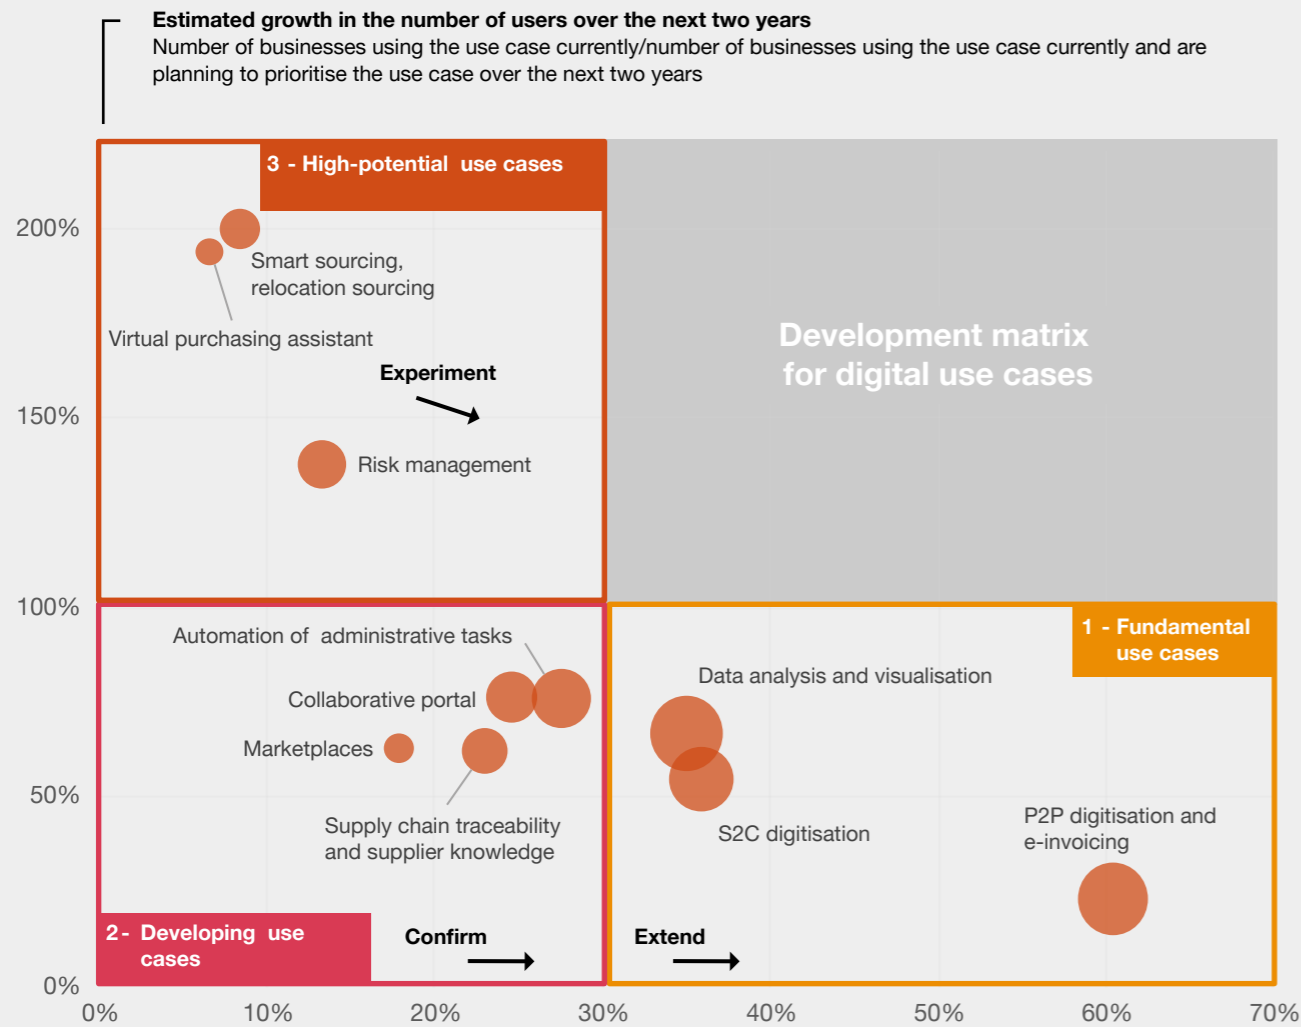 Estimated growth in the number of users over the next two years
Number of businesses using the use case currently/number of businesses using the use case currently and are
planning to prioritise the use case over the next two years
3 - High-potential use cases
200%
Smart sourcing,
relocation sourcing
Virtual purchasing assistant
Development matrix
for digital use cases
Experiment
150%
Risk management
100%
1 - Fundamental
use cases
Automation of administrative tasks
Data analysis and visualisation
Collaborative portal
Marketplaces
50%
Supply chain traceability
and supplier knowledge
S2C digitisation
P2P digitisation and
e-invoicing
2 - Developing use
cases
Confirm
Extend
0%
0% 10% 20% 30% 40% 50% 60% 70%